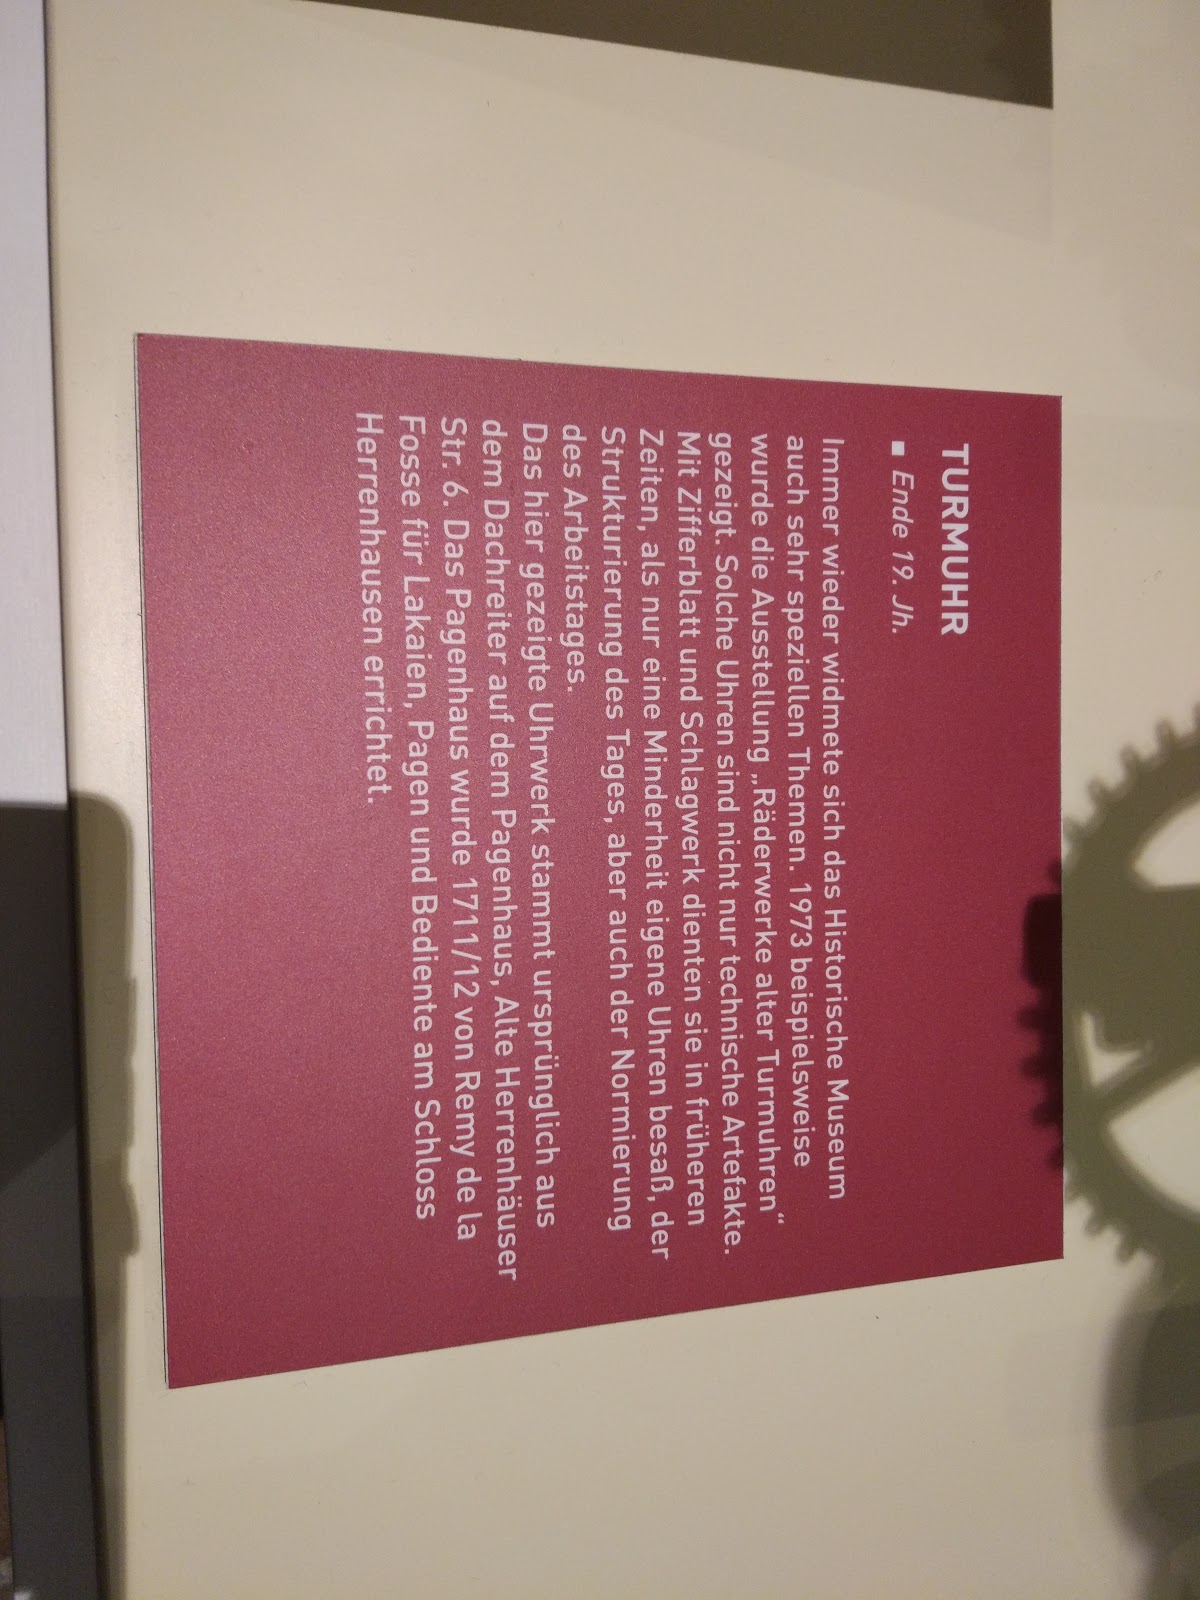 TURMUHR
▪ Ende 19. Jh.
Immer wieder widmete sich das Historische Museum
auch sehr speziellen Themen. 1973 beispielsweise
wurde die Ausstellung „Räderwerke alter Turmuhren“
gezeigt. Solche Uhren sind nicht nur technische Artefakte.
Mit Zifferblatt und Schlagwerk dienten sie in früheren
Zeiten, als nur eine Minderheit eigene Uhren besaß, der
Strukturierung des Tages, aber auch der Normierung
des Arbeitstages.
Das hier gezeigte Uhrwerk stammt ursprünglich aus
dem Dachreiter auf dem Pagenhaus, Alte Herrenhäuser
Str. 6. Das Pagenhaus wurde 1711/12 von Remy de la
Fosse für Lakaien, Pagen und Bediente am Schloss
Herrenhausen errichtet.